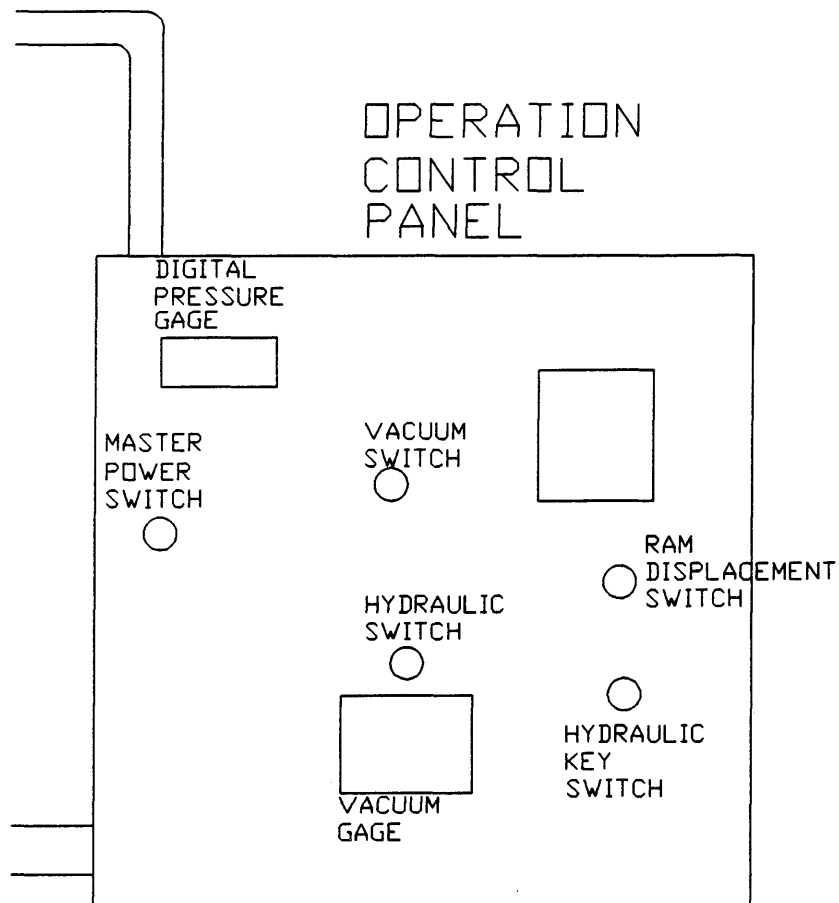 OPERATION
CONTROL
PANEL
DIGITAL
PRESSURE
GAGE
MASTER
POWER
SWITCH
VACUUM
SWITCH
RAM
DISPLACEMENT
SWITCH
HYDRAULIC
SWITCH
HYDRAULIC
KEY
SWITCH
VACUUM
GAGE